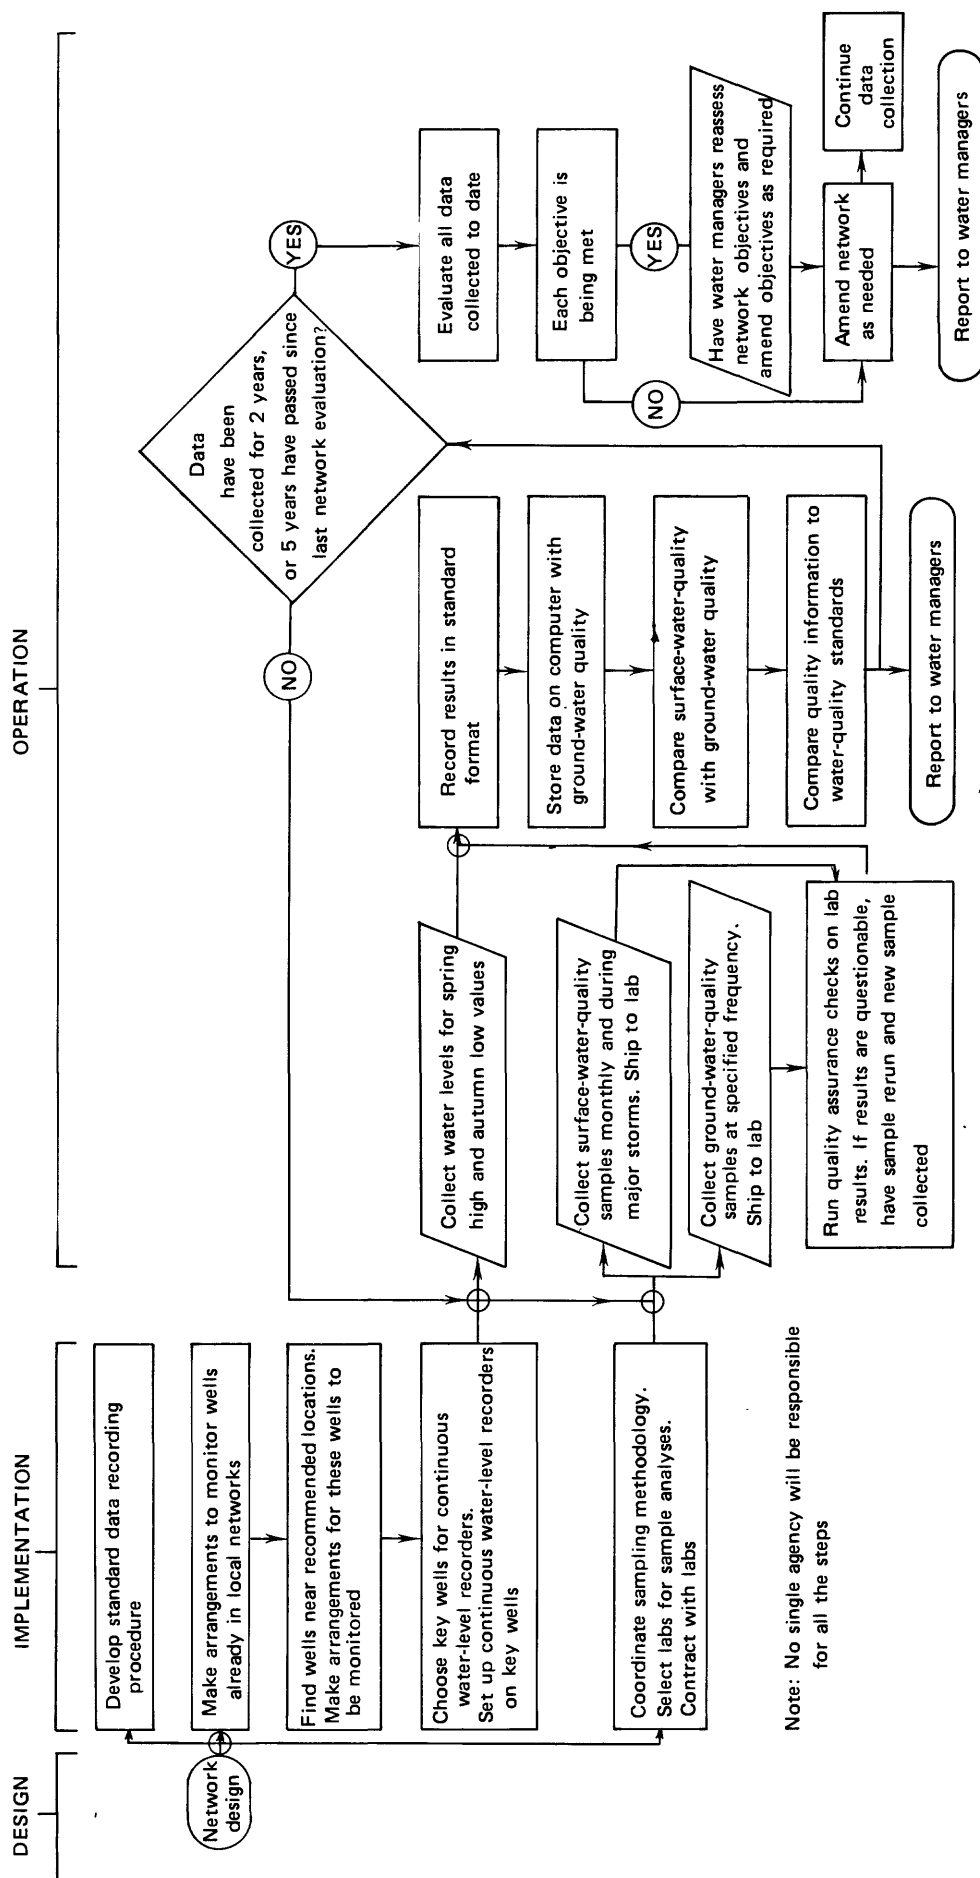 DESIGN
IMPLEMENTATION
OPERATION
Network
design
Develop standard data recording
procedure
Make arrangements to monitor wells
already in local networks
Find wells near recommended locations.
Make arrangements for these wells to
be monitored
Choose key wells for continuous
water-level recorders.
Set up continuous water-level recorders
on key wells
Coordinate sampling methodology.
Select labs for sample analyses.
Contract with labs
Note: No single agency will be responsible
for all the steps
Collect water levels for spring
high and autumn low values
Collect surface-water-quality
samples monthly and during
major storms. Ship to lab
Collect ground-water-quality
samples at specified frequency.
Ship to lab
Run quality assurance checks on lab
results. If results are questionable,
have sample rerun and new sample
collected
NO
Record results in standard
format
Store data on computer with
ground-water quality
Compare surface-water-quality
with ground-water quality
Compare quality information to
water-quality standards
Report to water managers
Data
have been
collected for 2 years,
or 5 years have passed since
last network evaluation?
YES
Evaluate all data
collected to date
Each objective is
being met
NO
YES
Have water managers reassess
network objectives and
amend objectives as required
Amend network
as needed
Continue
data
collection
Report to water managers